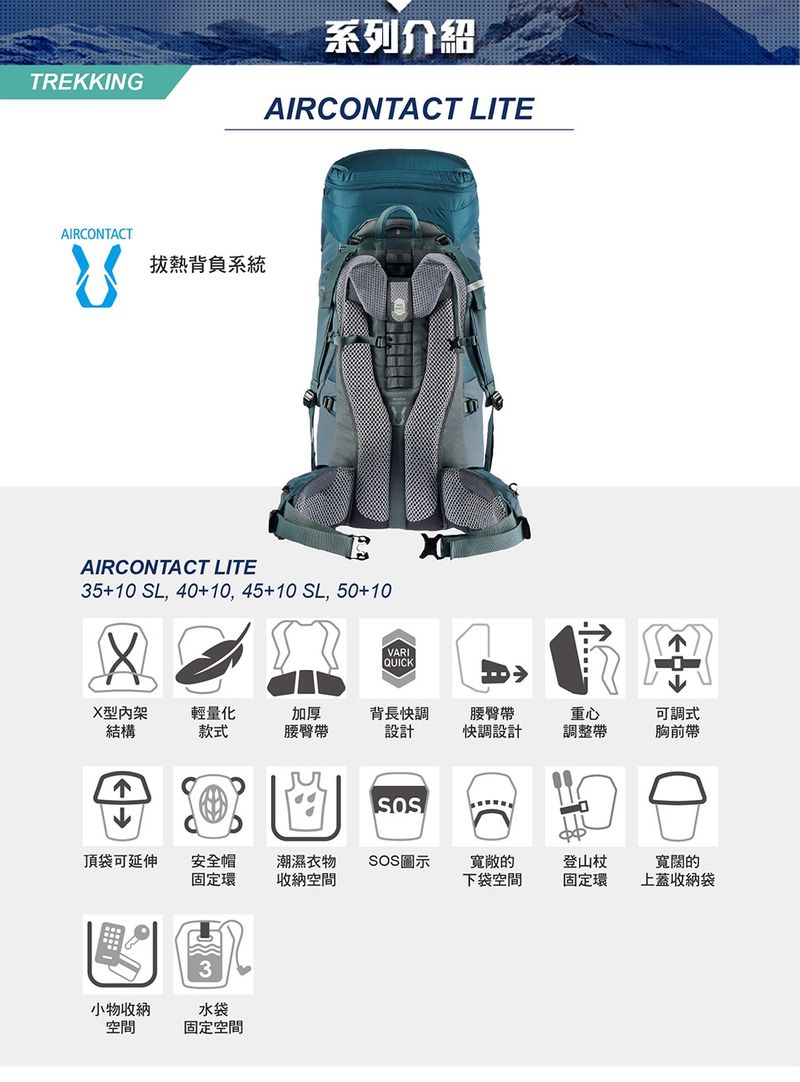 系列介紹
TREKKING
AIRCONTACT LITE
AIRCONTACT
拔熱背負系統
AIRCONTACT LITE
35+10 SL, 40+10, 45+10 SL, 50+10
VARI
QUICK
X型內架
結構
輕量化
款式
加厚
腰臀帶
背長快調
設計
腰臀帶
快調設計
重心
調整帶
可調式
胸前帶
SOS
頂袋可延伸
安全帽
固定環
潮濕衣物
收納空間
SOS圖示
寬敞的
下袋空間
登山杖
固定環
寬闊的
上蓋收納袋
3
小物收納
空間
水袋
固定空間